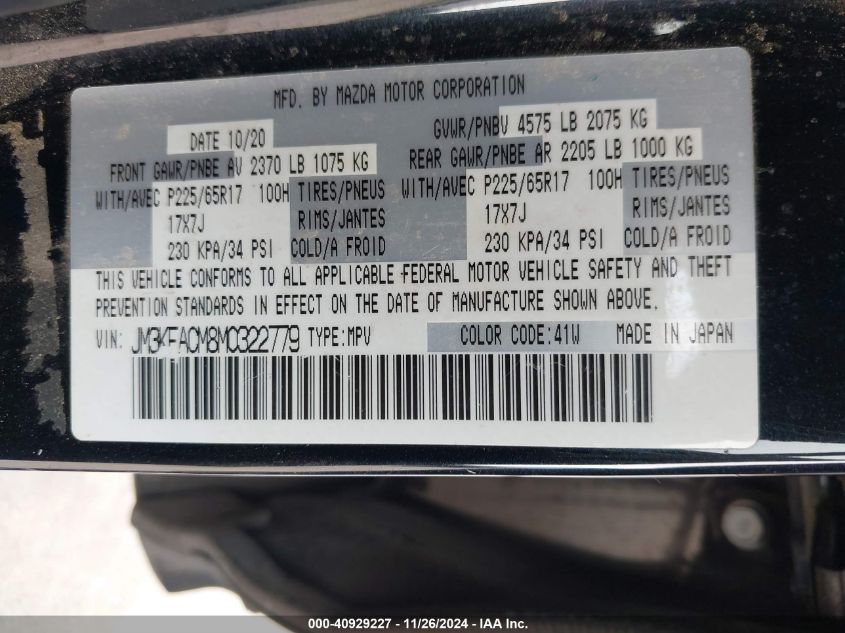 MFD. BY MAZDA MOTOR CORPORATION
DATE 10/20 GVWR/PNBV 4575 LB 2075 KG
FRONT GAWR/PNBE AV 2370 LB 1075 KG REAR GAWR/PNBE AR 2205 LB 1000 KG
WITH/AVEC P225/65R17 100H TIRES/PNEUS WITH/AVEC P225/65R17 100H TIRES/PNEUS
17X7J RIMS/JANTES 17X7J RIMS/JANTES
230 KPA/34 PSI COLD/A FROID 230 KPA/34 PSI COLD/A FROID
THIS VEHICLE CONFORMS TO ALL APPLICABLE FEDERAL MOTOR VEHICLE SAFETY AND THEFT
PREVENTION STANDARDS IN EFFECT ON THE DATE OF MANUFACTURE SHOWN ABOVE.
VIN: JM3KFACM8M0322779 TYPE:MPV COLOR CODE:41W MADE IN JAPAN
000-40929227 - 11/26/2024 - IAA Inc.